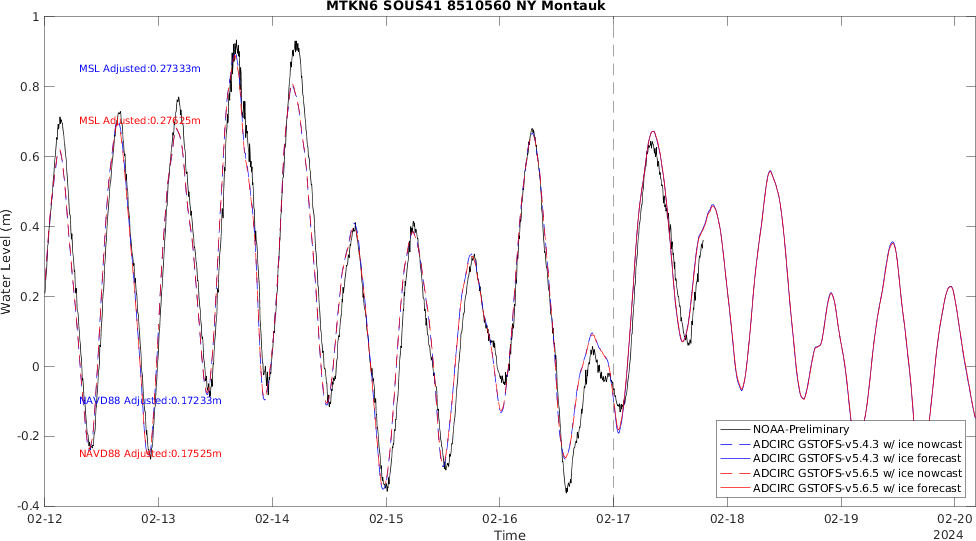 MTKN6 SOUS41 8510560 NY Montauk
1
0.8
0.6
0.4
0.2
0
-0.2
-0.4
Water Level (m)
MSL Adjusted:0.27333m
MSL Adjusted:0.27625m
NAVD88 Adjusted:0.17233m
NAVD88 Adjusted:0.17525m
NOAA-Preliminary
ADCIRC GSTOFS-v5.4.3 w/ ice nowcast
ADCIRC GSTOFS-v5.4.3 w/ ice forecast
ADCIRC GSTOFS-v5.6.5 w/ ice nowcast
ADCIRC GSTOFS-v5.6.5 w/ ice forecast
02-12 02-13 02-14 02-15 02-16 02-17 02-18 02-19 02-20
Time
2024